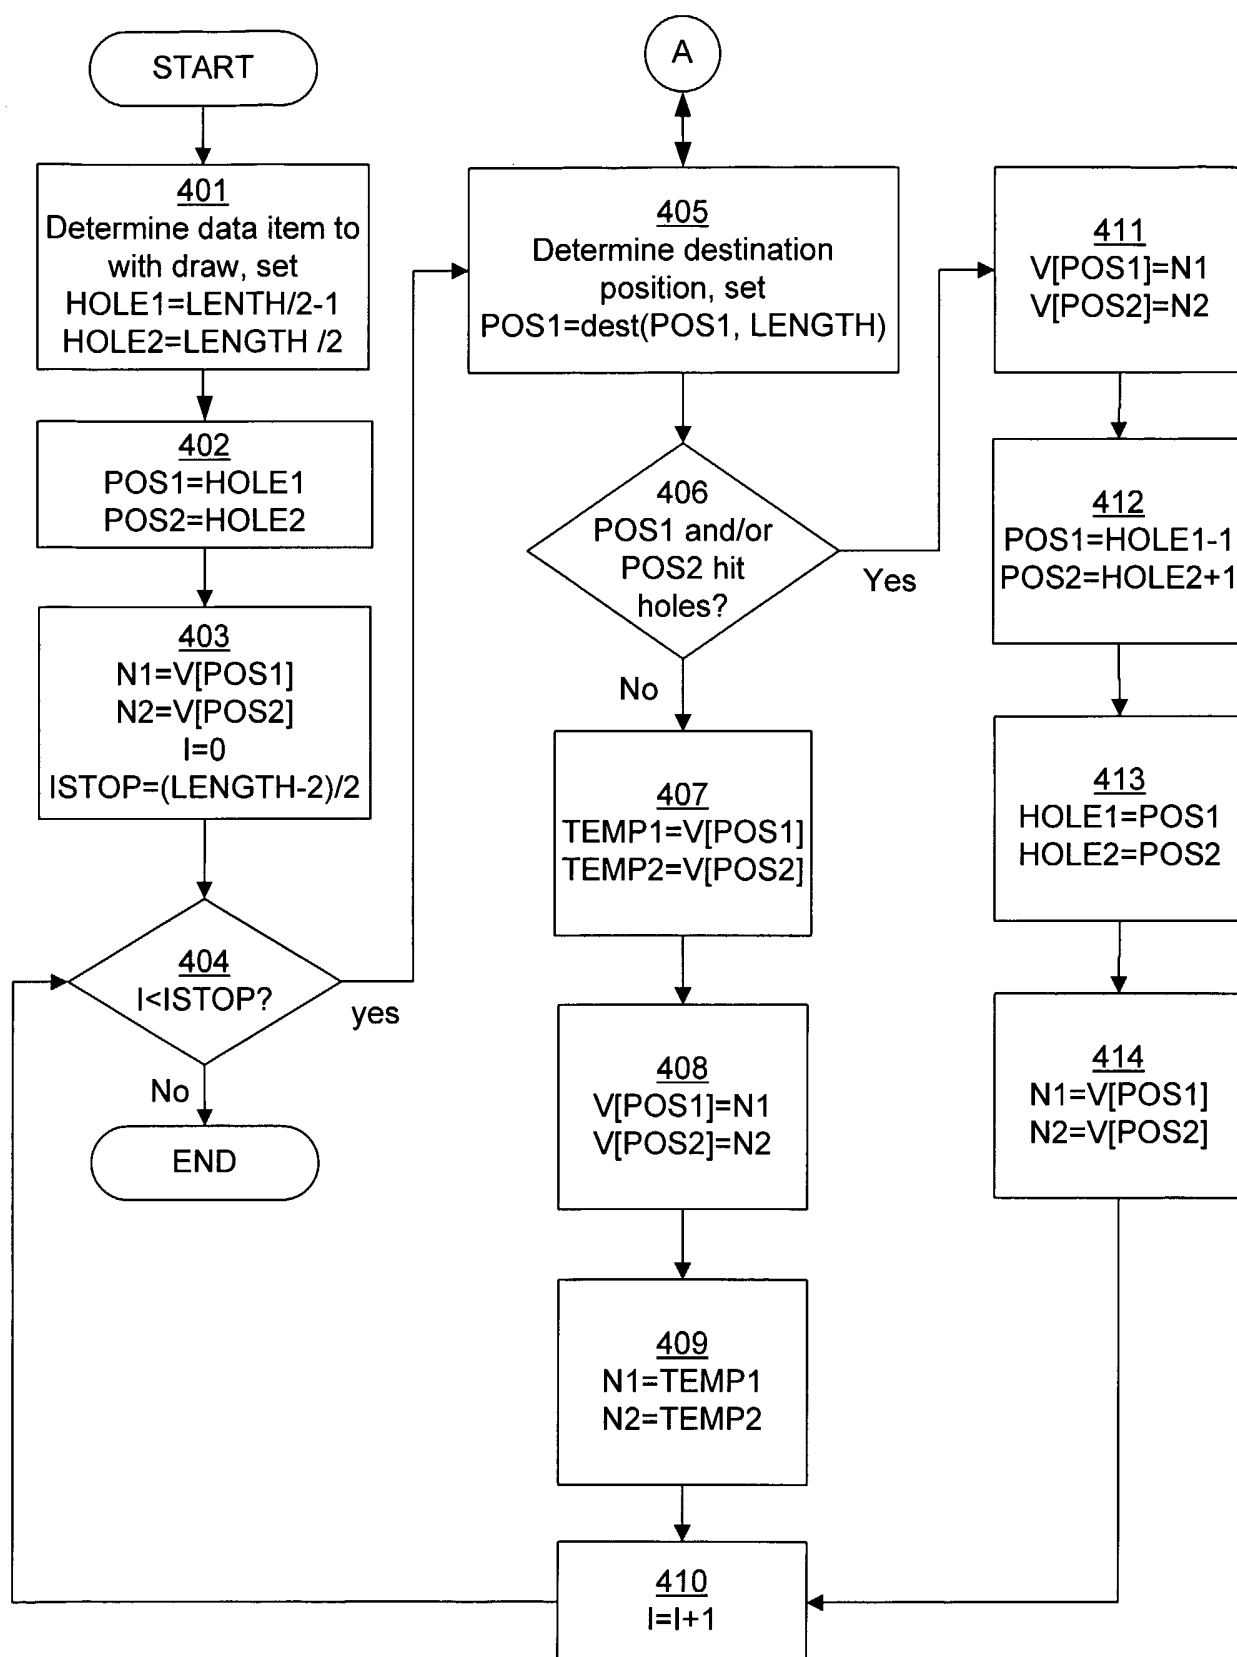 START
401
Determine data item to
with draw, set
HOLE1=LENTH/2-1
HOLE2=LENGTH /2
402
POS1=HOLE1
POS2=HOLE2
403
N1=V[POS1]
N2=V[POS2]
I=0
ISTOP=(LENGTH-2)/2
404
I<ISTOP?
yes
No
END
A
405
Determine destination
position, set
POS1=dest(POS1, LENGTH)
406
POS1 and/or
POS2 hit
holes?
Yes
No
407
TEMP1=V[POS1]
TEMP2=V[POS2]
408
V[POS1]=N1
V[POS2]=N2
409
N1=TEMP1
N2=TEMP2
410
I=I+1
411
V[POS1]=N1
V[POS2]=N2
412
POS1=HOLE1-1
POS2=HOLE2+1
413
HOLE1=POS1
HOLE2=POS2
414
N1=V[POS1]
N2=V[POS2]